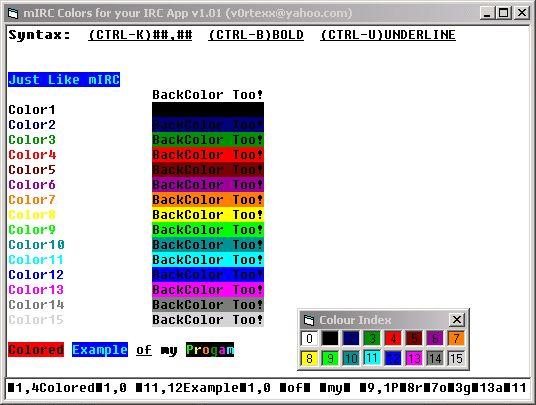 mIRC Colors for your IRC App v1.01 (v0rtexx@yahoo.com)
Syntax: (CTRL-K)##,## (CTRL-B)BOLD (CTRL-U)UNDERLINE
Just Like mIRC
BackColor Too!
Color1
Color2 BackColor Too!
Color3 BackColor Too!
Color4 BackColor Too!
Color5 BackColor Too!
Color6 BackColor Too!
Color7 BackColor Too!
Color8 BackColor Too!
Color9 BackColor Too!
Color10 BackColor Too!
Color11 BackColor Too!
Color12 BackColor Too!
Color13 BackColor Too!
Color14 BackColor Too!
Color15 BackColor Too!
Colour Index
0 1 2 3 4 5 6 7
8 9 10 11 12 13 14 15
Colored Example of my Progam
■1,4Colored■1,0 ■11,12Example■1,0 ■of■ ■my■ ■9,1P■8r■7o■3g■13a■11